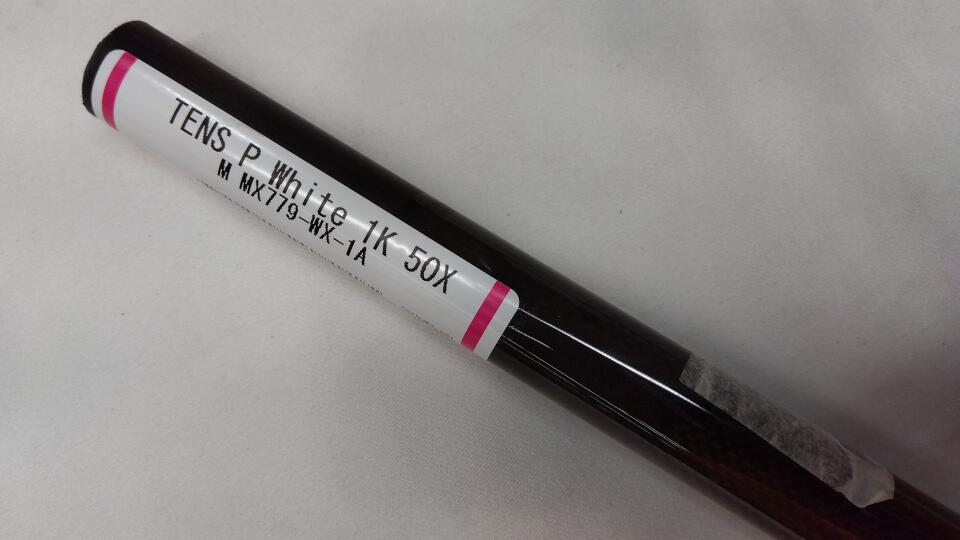 TENS P White 1K 50X
M MX779-WX-1A